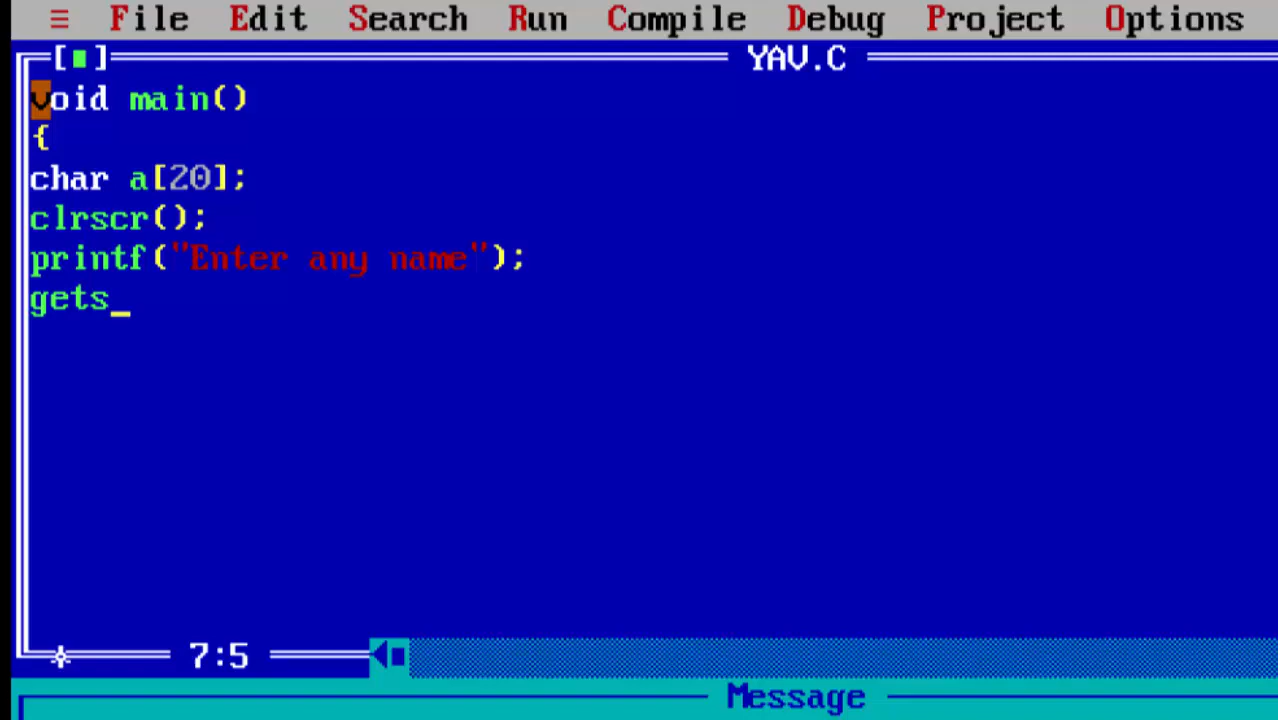 ≡ File Edit Search Run Compile Debug Project Options
[■] YAV.C
void main()
{
char a[20];
clrscr();
printf("Enter any name");
gets_
7:5
Message